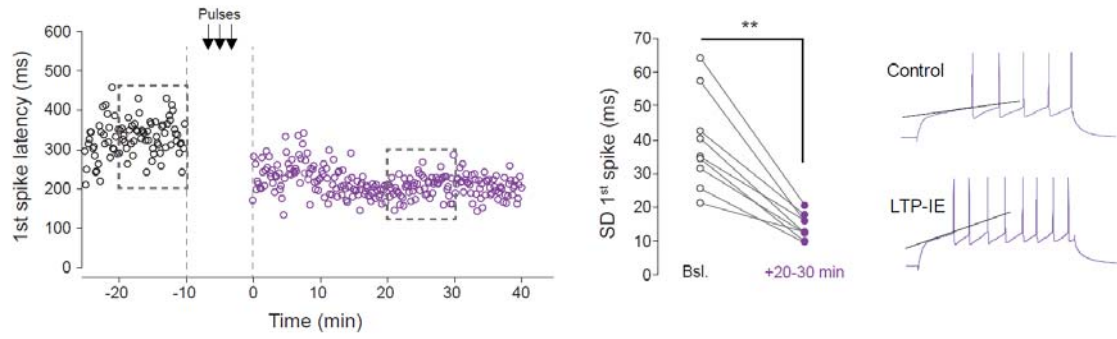 Pulses
1st spike latency (ms)
600
500
400
300
200
100
0
-20
-10
0
10
20
30
40
Time (min)
**
SD 1st spike (ms)
70
60
50
40
30
20
10
0
Bsl.
+20-30 min
Control
LTP-IE